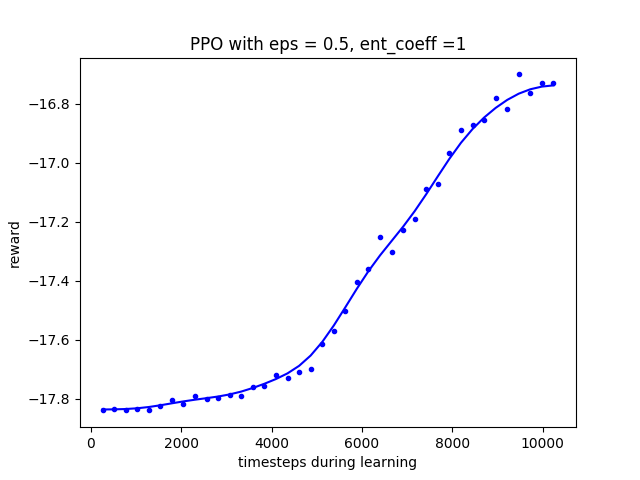 PPO with eps = 0.5, ent_coeff =1
reward
−16.8
−17.0
−17.2
−17.4
−17.6
−17.8
0 2000 4000 6000 8000 10000
timesteps during learning